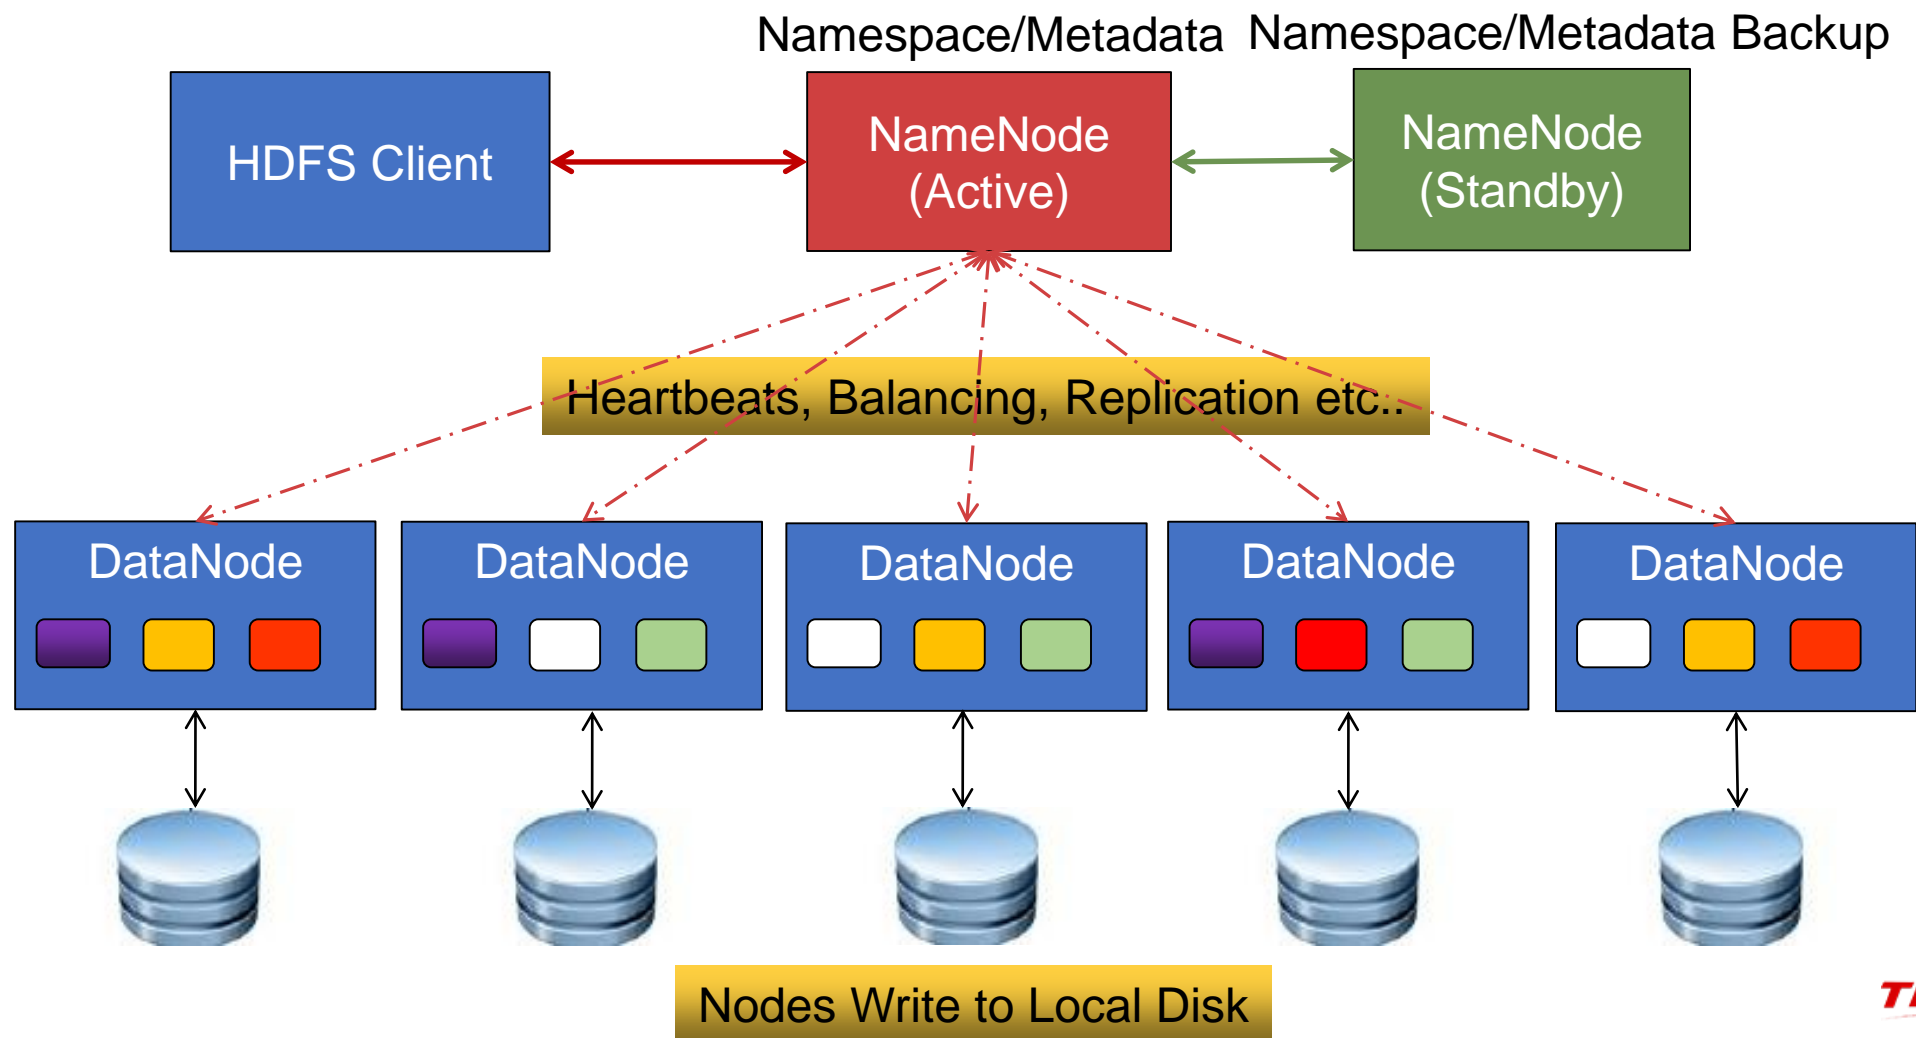 Namespace/Metadata Namespace/Metadata Backup
HDFS Client
NameNode
(Active)
NameNode
(Standby)
Heartbeats, Balancing, Replication etc..
DataNode
DataNode
DataNode
DataNode
DataNode
Nodes Write to Local Disk